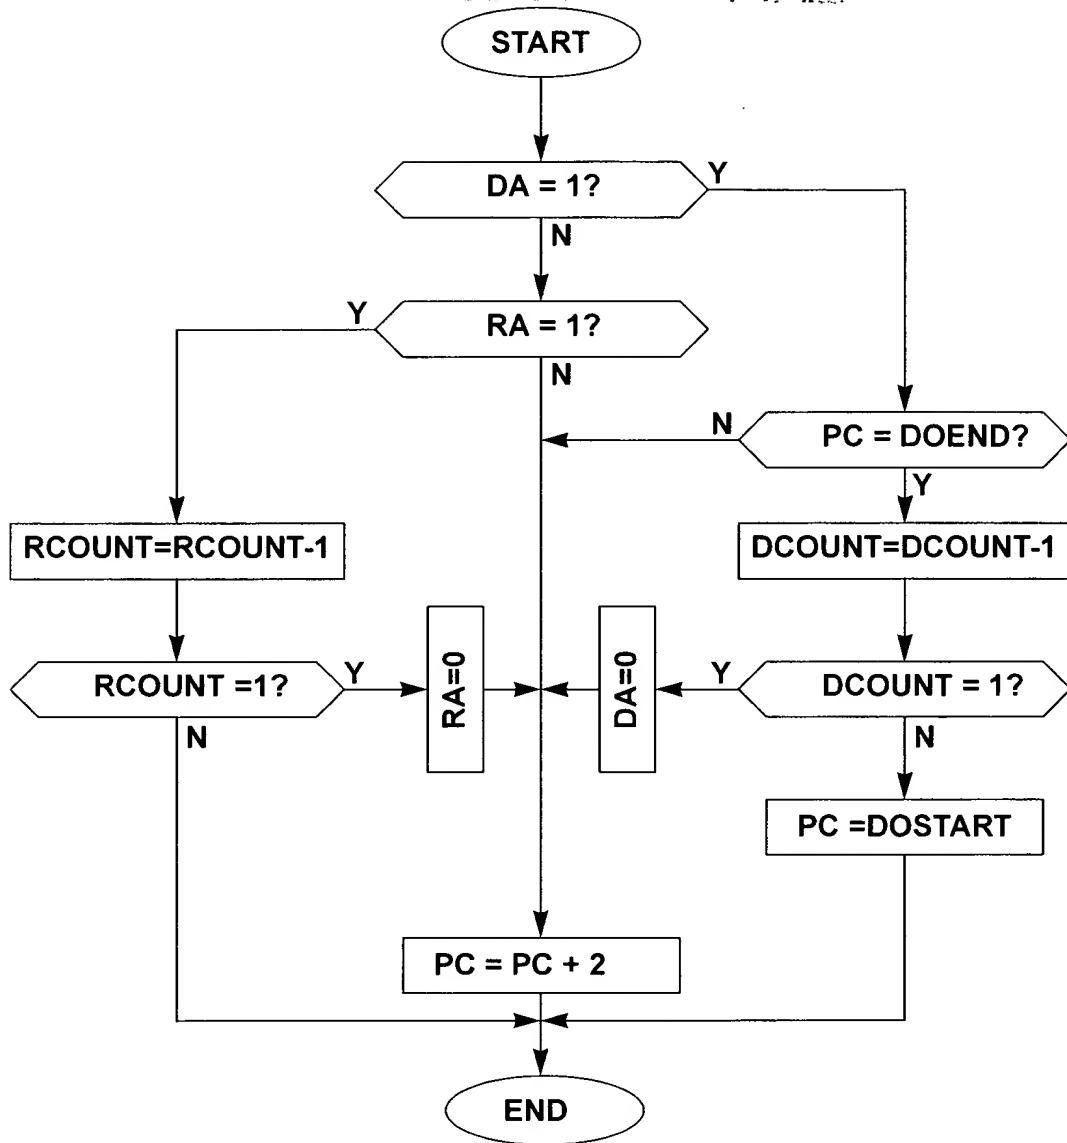 START
DA = 1?
Y
N
Y
RA = 1?
N
N
PC = DOEND?
Y
RCOUNT=RCOUNT-1
DCOUNT=DCOUNT-1
RCOUNT =1?
Y
RA=0
DA=0
Y
DCOUNT = 1?
N
N
PC =DOSTART
PC = PC + 2
END